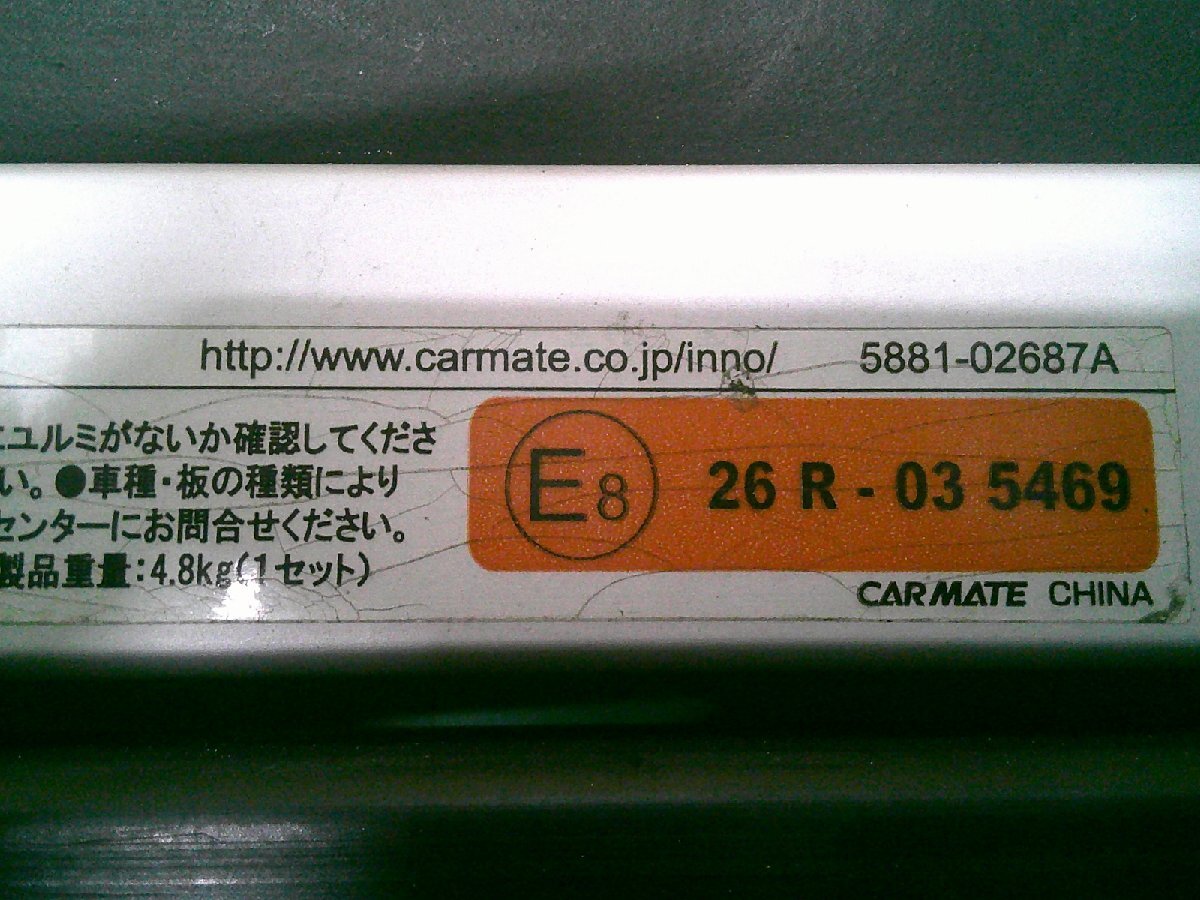 http://www.carmate.co.jp/inno/ 5881-02687A
にユルミがないか確認してくださ
い。●車種・板の種類により
センターにお問合せください。
製品重量:4.8kg(1セット)
E8 26 R - 03 5469
CARMATE CHINA